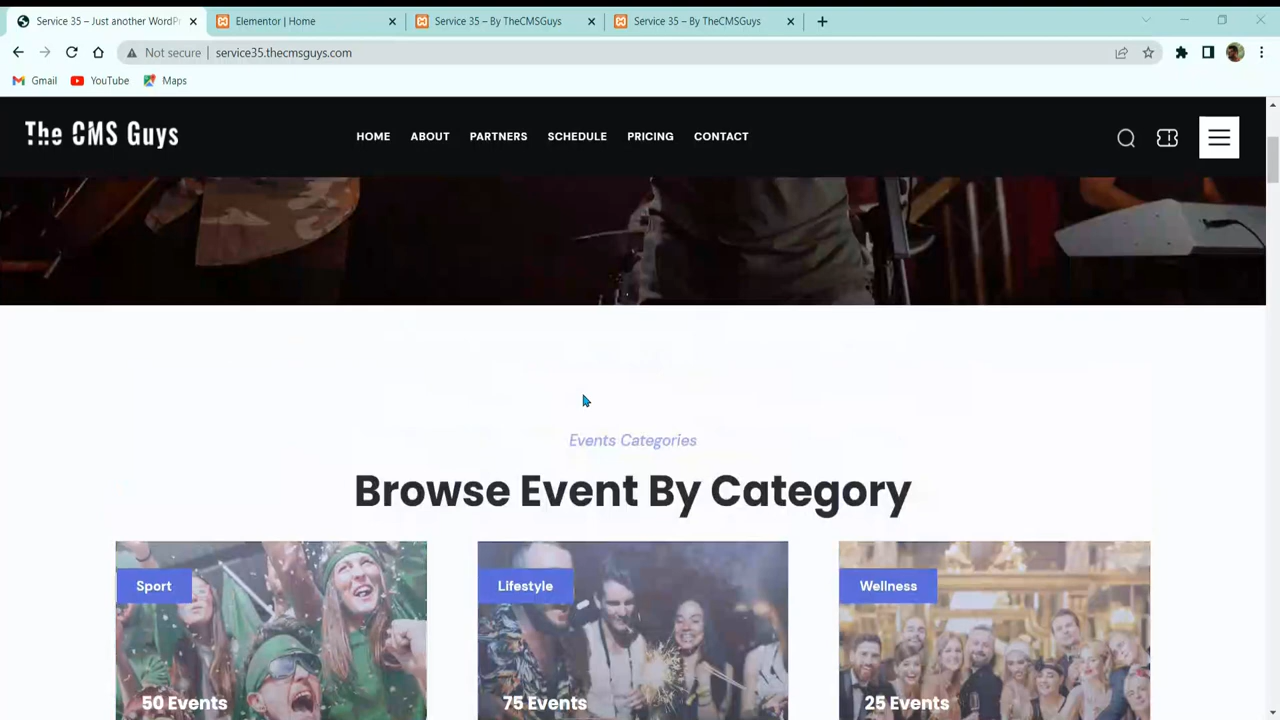 Service 35 – Just another WordPr
Elementor | Home
Service 35 – By TheCMSGuys
Service 35 – By TheCMSGuys
Not secure
service35.thecmsguys.com
Gmail
YouTube
Maps
The CMS Guys
HOME
ABOUT
PARTNERS
SCHEDULE
PRICING
CONTACT
Events Categories
Browse Event By Category
Sport
Lifestyle
Wellness
50 Events
75 Events
25 Events